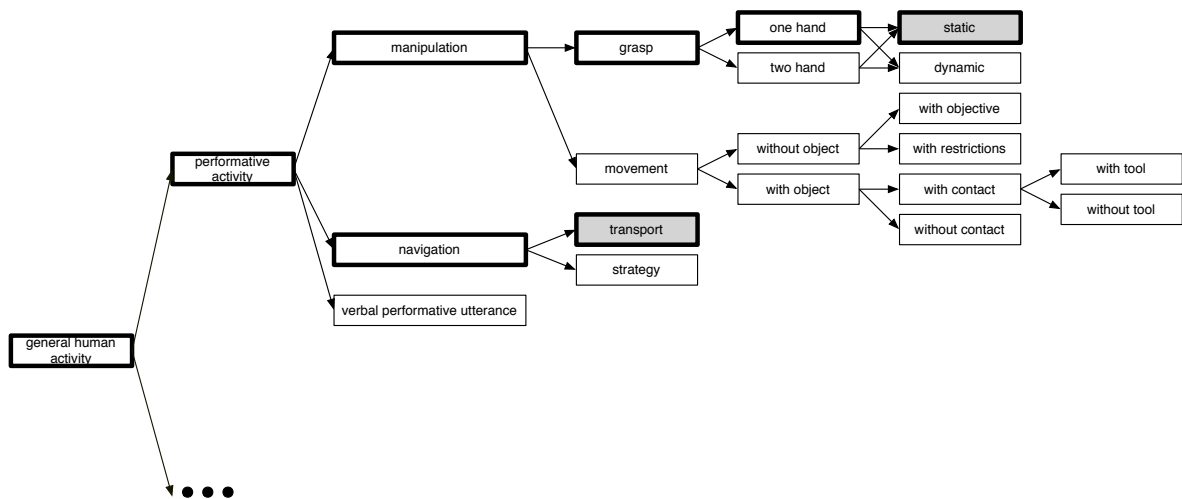 one hand
static
manipulation
grasp
two hand
dynamic
with objective
without object
with restrictions
performative
activity
movement
with tool
with object
with contact
without tool
transport
without contact
navigation
strategy
verbal performative utterance
general human
activity